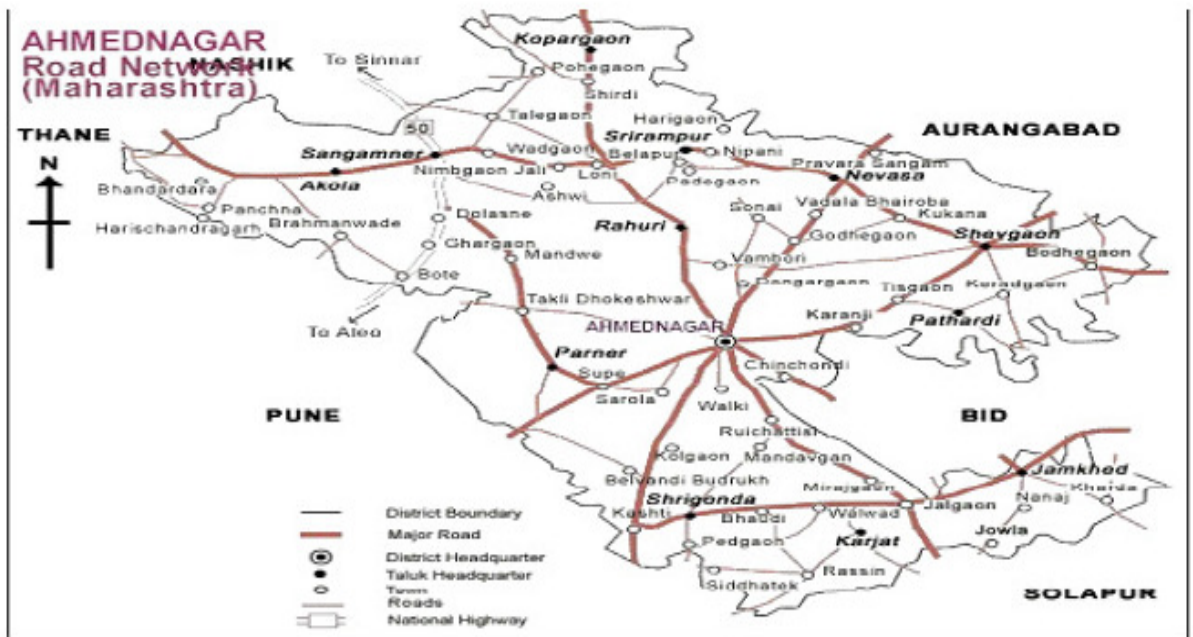 AHMEDNAGAR
Road Network
(Maharashtra)
NASHIK
To Sinnar
Kopargaon
Pohegaon
Shirdi
THANE
N
50
Talegaon
Harigaon
Srirampur
AURANGABAD
Sangamner
Wadgaon
Belapur
Nipani
Pravara Sangam
Nimbgaon Jali
Loni
Padegaon
Nevasa
Akola
Bhandardara
Ashwi
Panchna
Harischandragarh
Brahmanwade
Dolasne
Sonai
Vadala Bhairoba
Kukana
Rahuri
Godhegaon
Shevgaon
Ghargaon
Mandwe
Vambori
Bodhegaon
Bote
Dangargaon
Tisgaon
Takli Dhokeshwar
Karanji
Pathardi
To Aleo
AHMEDNAGAR
Parner
Supe
Chinchondi
Sarola
Walki
PUNE
BID
Kolgaon
Mandavgan
Belvandi Budrukh
Mirajgaon
Jamkhed
Kharda
Shrigonda
Nanaj
Kashti
Walwad
Jalgaon
Karjat
Jowla
Pedgaon
Siddhatek
Rassin
SOLAPUR
District Boundary
Major Road
District Headquarter
Taluk Headquarter
Town
Roads
National Highway